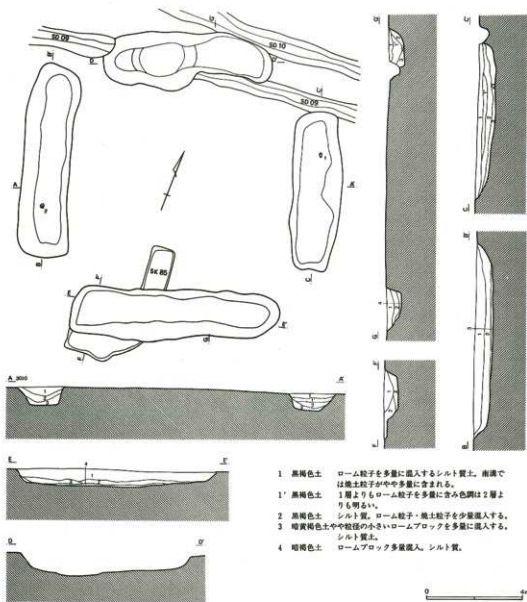 SD 09
SD 10
SD 09
SK 85
A
A'
B
B'
C
C'
D
D'
E
E'
F
F'
G
G'
1 黒褐色土 ローム粒子を多量に混入するシルト質土。南溝で
は焼土粒子がやや多量に含まれる。
1' 黒褐色 1層よりもローム粒子を多量に含み色調は2層よ
りも明るい。
2 黒褐色 シルト質。ローム粒子・焼土粒子を少量混入する。
3 暗黄褐色土 やや粒径の小さいロームブロックを多量に混入する。
シルト質土。
4 暗褐色土 ロームブロック多量混入。シルト質。
0